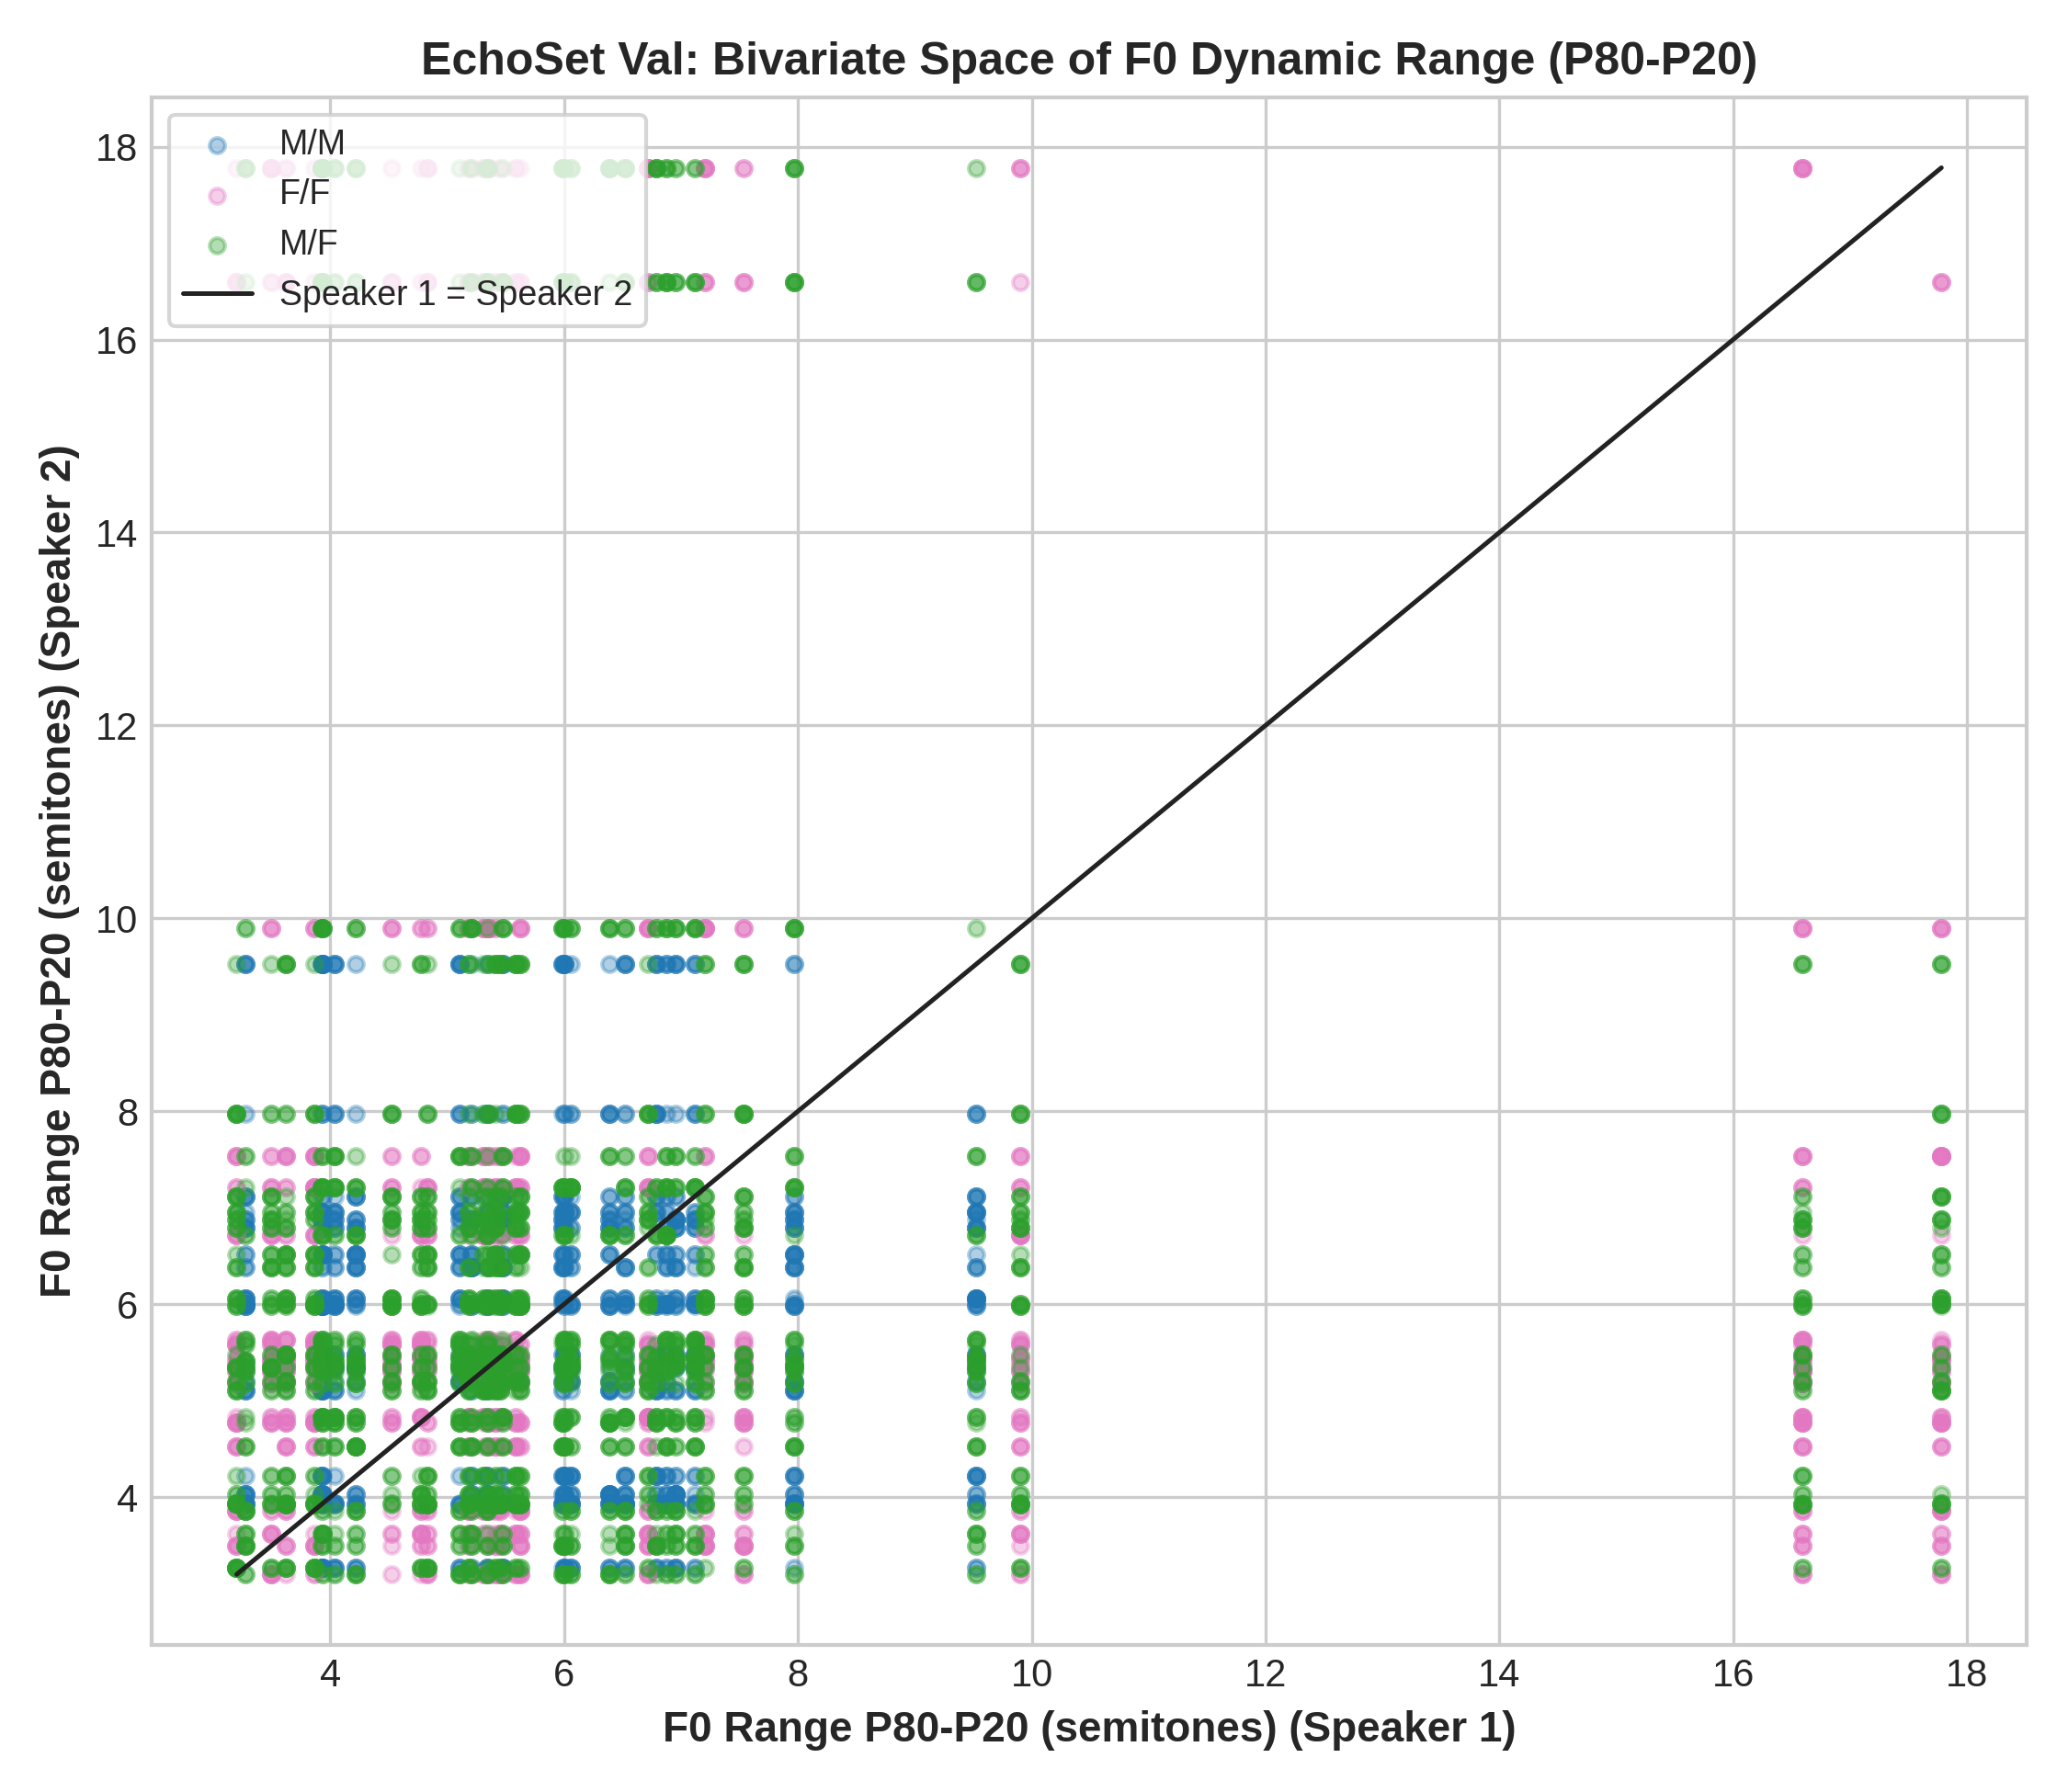 EchoSet Val: Bivariate Space of F0 Dynamic Range (P80-P20)
M/M
F/F
M/F
Speaker 1 = Speaker 2
F0 Range P80-P20 (semitones) (Speaker 2)
18
16
14
12
10
8
6
4
4 6 8 10 12 14 16 18
F0 Range P80-P20 (semitones) (Speaker 1)